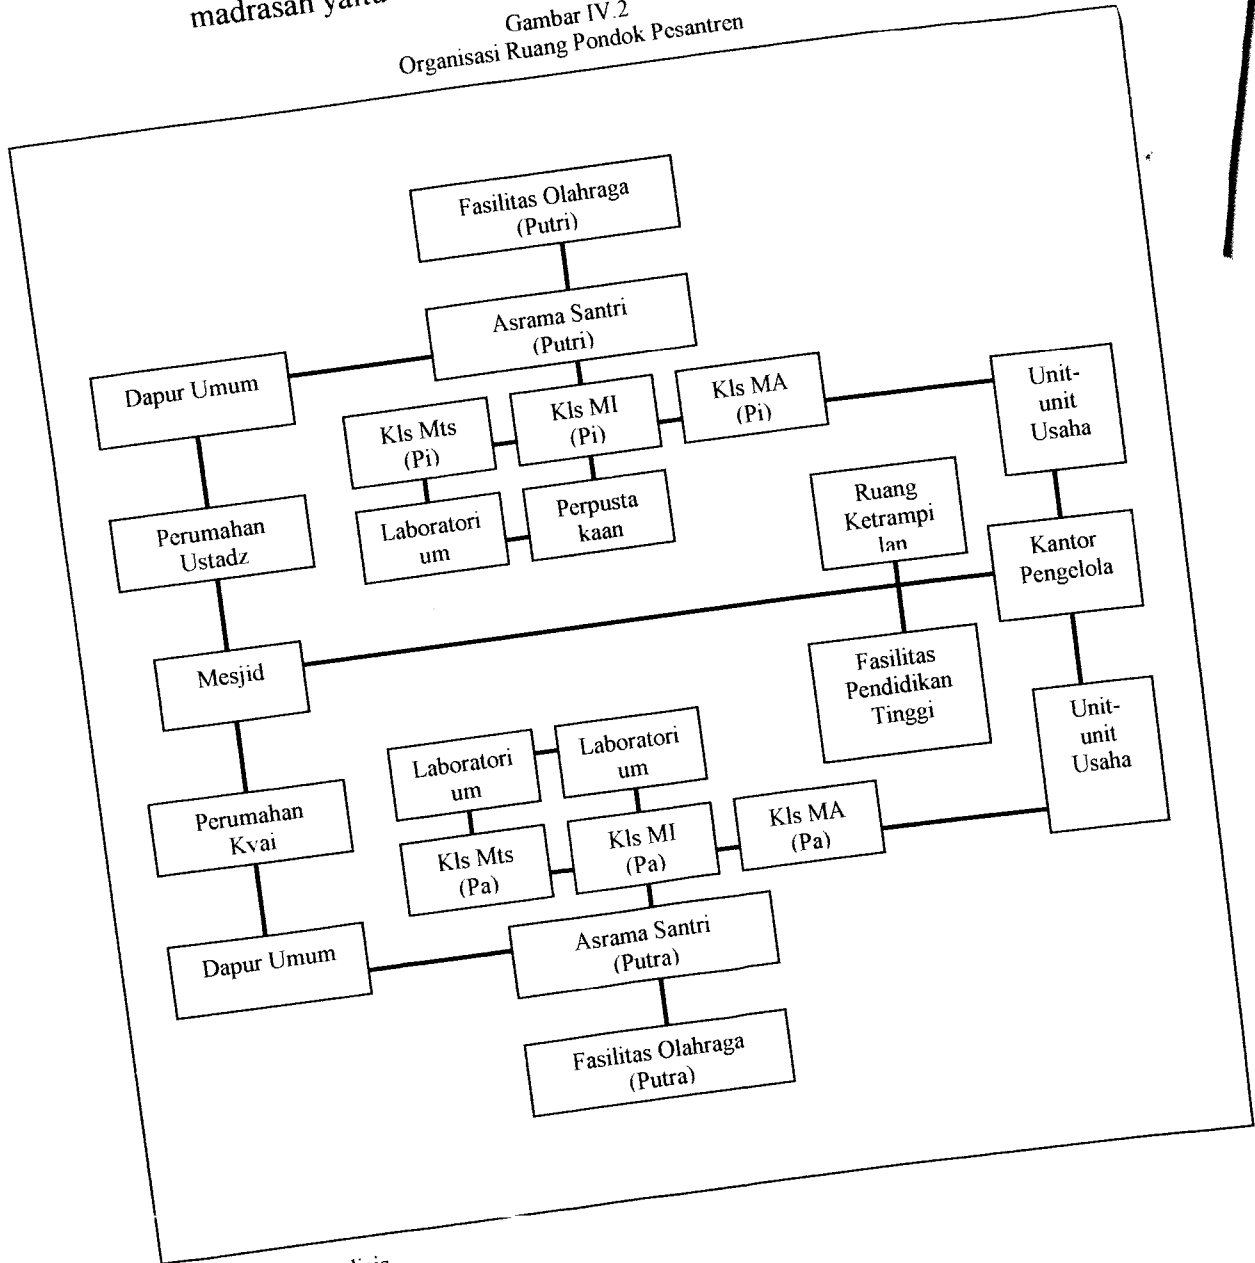 madrasah yaitu
Gambar IV.2
Organisasi Ruang Pondok Pesantren
Fasilitas Olahraga
(Putri)
Asrama Santri
(Putri)
Dapur Umum
Kls Mts
(Pi)
Kls MI
(Pi)
Kls MA
(Pi)
Unit-
unit
Usaha
Perumahan
Ustadz
Laboratori
um
Perpusta
kaan
Ruang
Ketrampi
lan
Kantor
Pengelola
Mesjid
Fasilitas
Pendidikan
Tinggi
Unit-
unit
Usaha
Laboratori
um
Laboratori
um
Perumahan
Kyai
Kls Mts
(Pa)
Kls MI
(Pa)
Kls MA
(Pa)
Dapur Umum
Asrama Santri
(Putra)
Fasilitas Olahraga
(Putra)